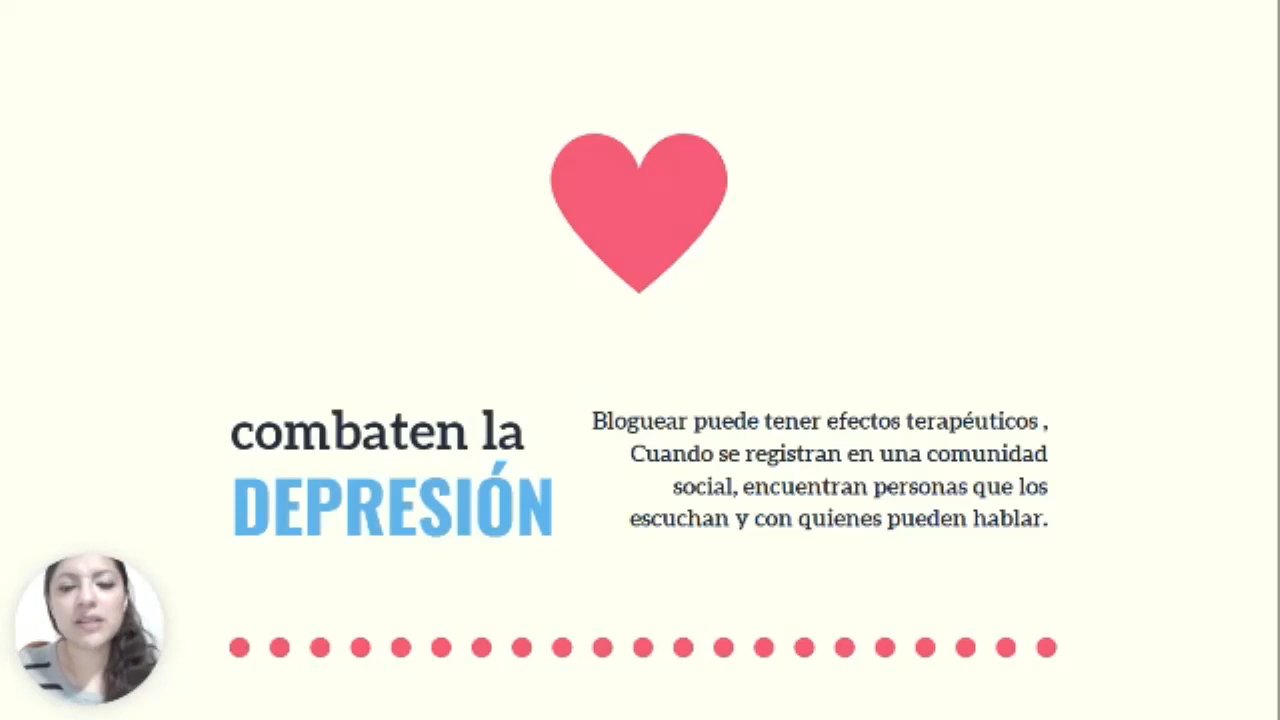 combaten la
DEPRESIÓN
Bloguear puede tener efectos terapéuticos ,
Cuando se registran en una comunidad
social, encuentran personas que los
escuchan y con quienes pueden hablar.